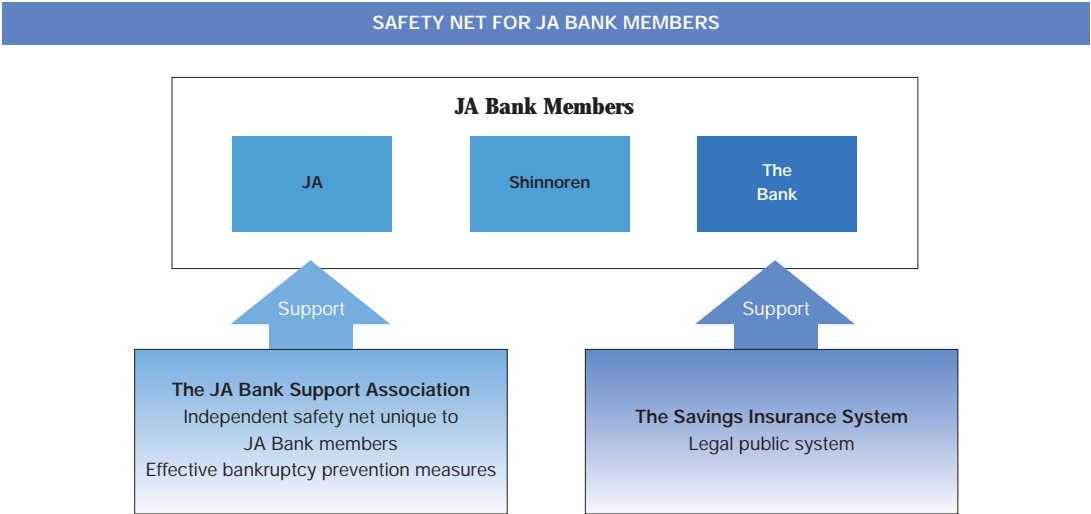 SAFETY NET FOR JA BANK MEMBERS
JA Bank Members
JA
Shinnoren
The
Bank
Support
Support
The JA Bank Support Association
Independent safety net unique to
JA Bank members
Effective bankruptcy prevention measures
The Savings Insurance System
Legal public system